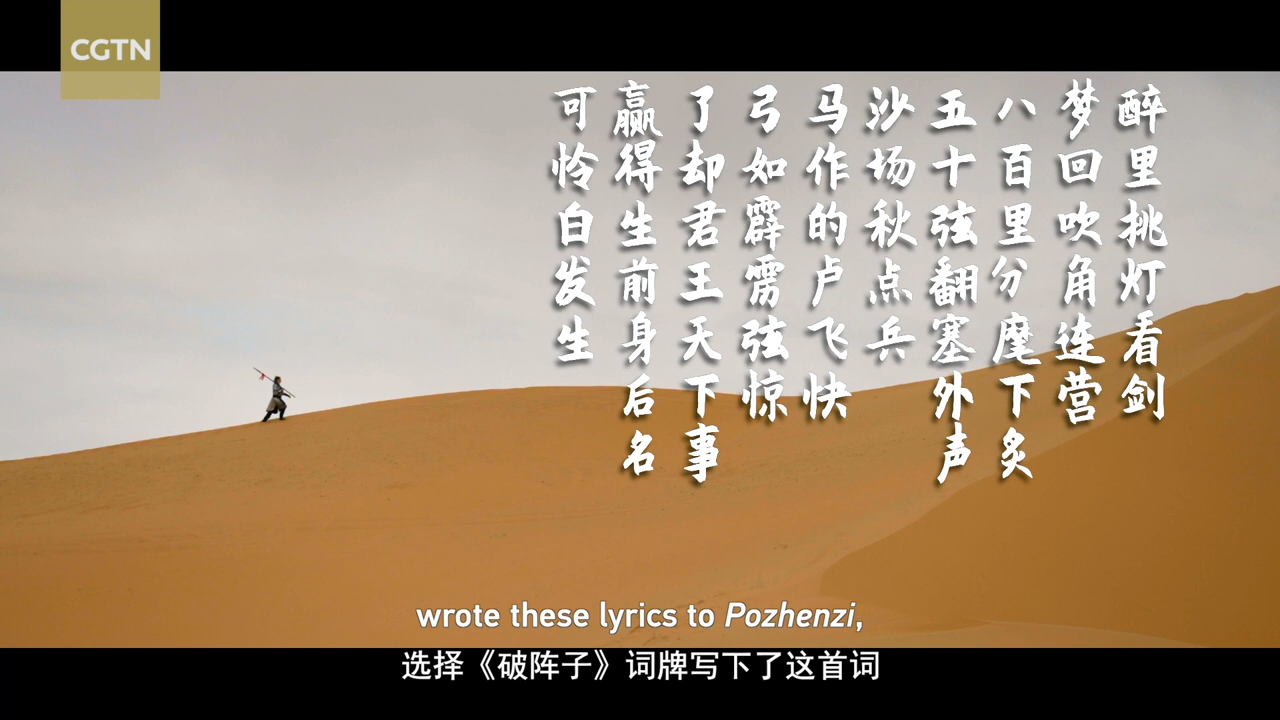 CGTN
醉里挑灯看剑
梦回吹角连营
八百里分麾下炙
五十弦翻塞外声
沙场秋点兵
马作的卢飞快
弓如霹雳弦惊
了却君王天下事
赢得生前身后名
可怜白发生
wrote these lyrics to Pozhenzi,
选择《破阵子》词牌写下了这首词